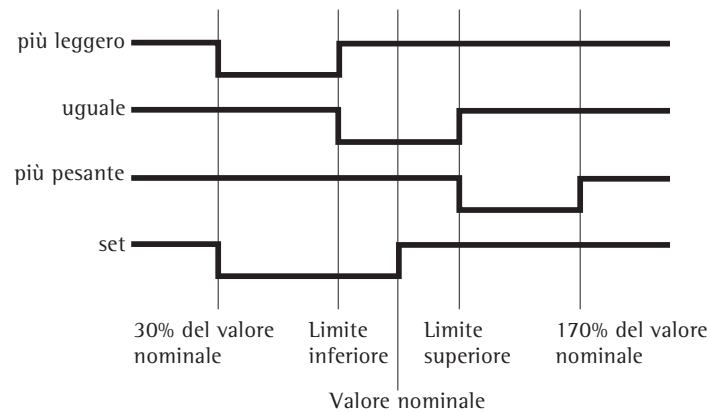 più leggero
uguale
più pesante
set
30% del valore
nominale
Limite
inferiore
Limite
superiore
170% del valore
nominale
Valore nominale